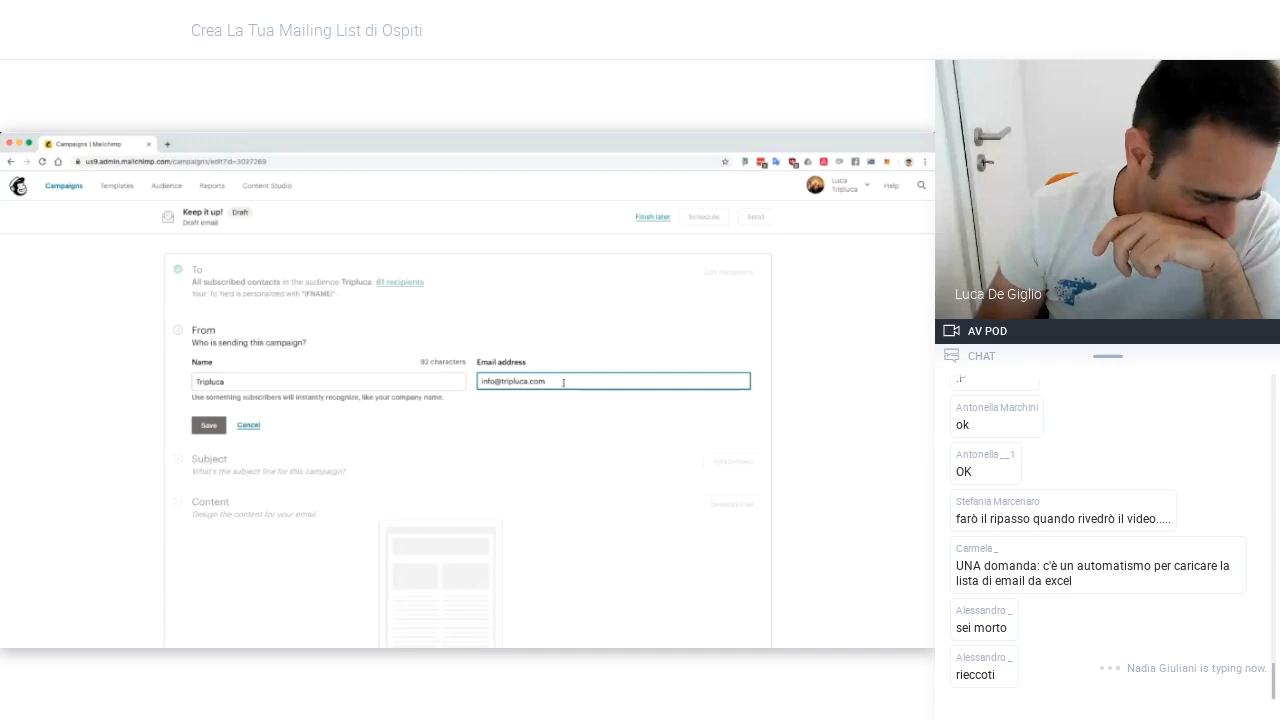 Crea La Tua Mailing List di Ospiti
Campaigns | Mailchimp
us9.admin.mailchimp.com/campaigns/edit?id=3027269
Campaigns
Templates
Audience
Reports
Content Studio
Luca
Tripluca
Help
Keep it up!
Draft
Draft email
Finish later
Schedule
Send
To
All subscribed contacts in the audience Tripluca. 61 recipients
Your 'To' field is personalized with "*|FNAME|*"
Edit Recipients
From
Who is sending this campaign?
Name
92 characters
Email address
Tripluca
info@tripluca.com
Use something subscribers will instantly recognize, like your company name.
Save
Cancel
Subject
What's the subject line for this campaign?
Content
Design the content for your email.
Luca De Giglio
AV POD
CHAT
:P
Antonella Marchini
ok
Antonella__1
OK
Stefania Marcenaro
farò il ripasso quando rivedrò il video.....
Carmela_
UNA domanda: c'è un automatismo per caricare la
lista di email da excel
Alessandro_
sei morto
Alessandro_
rieccoti
Nadia Giuliani is typing now.